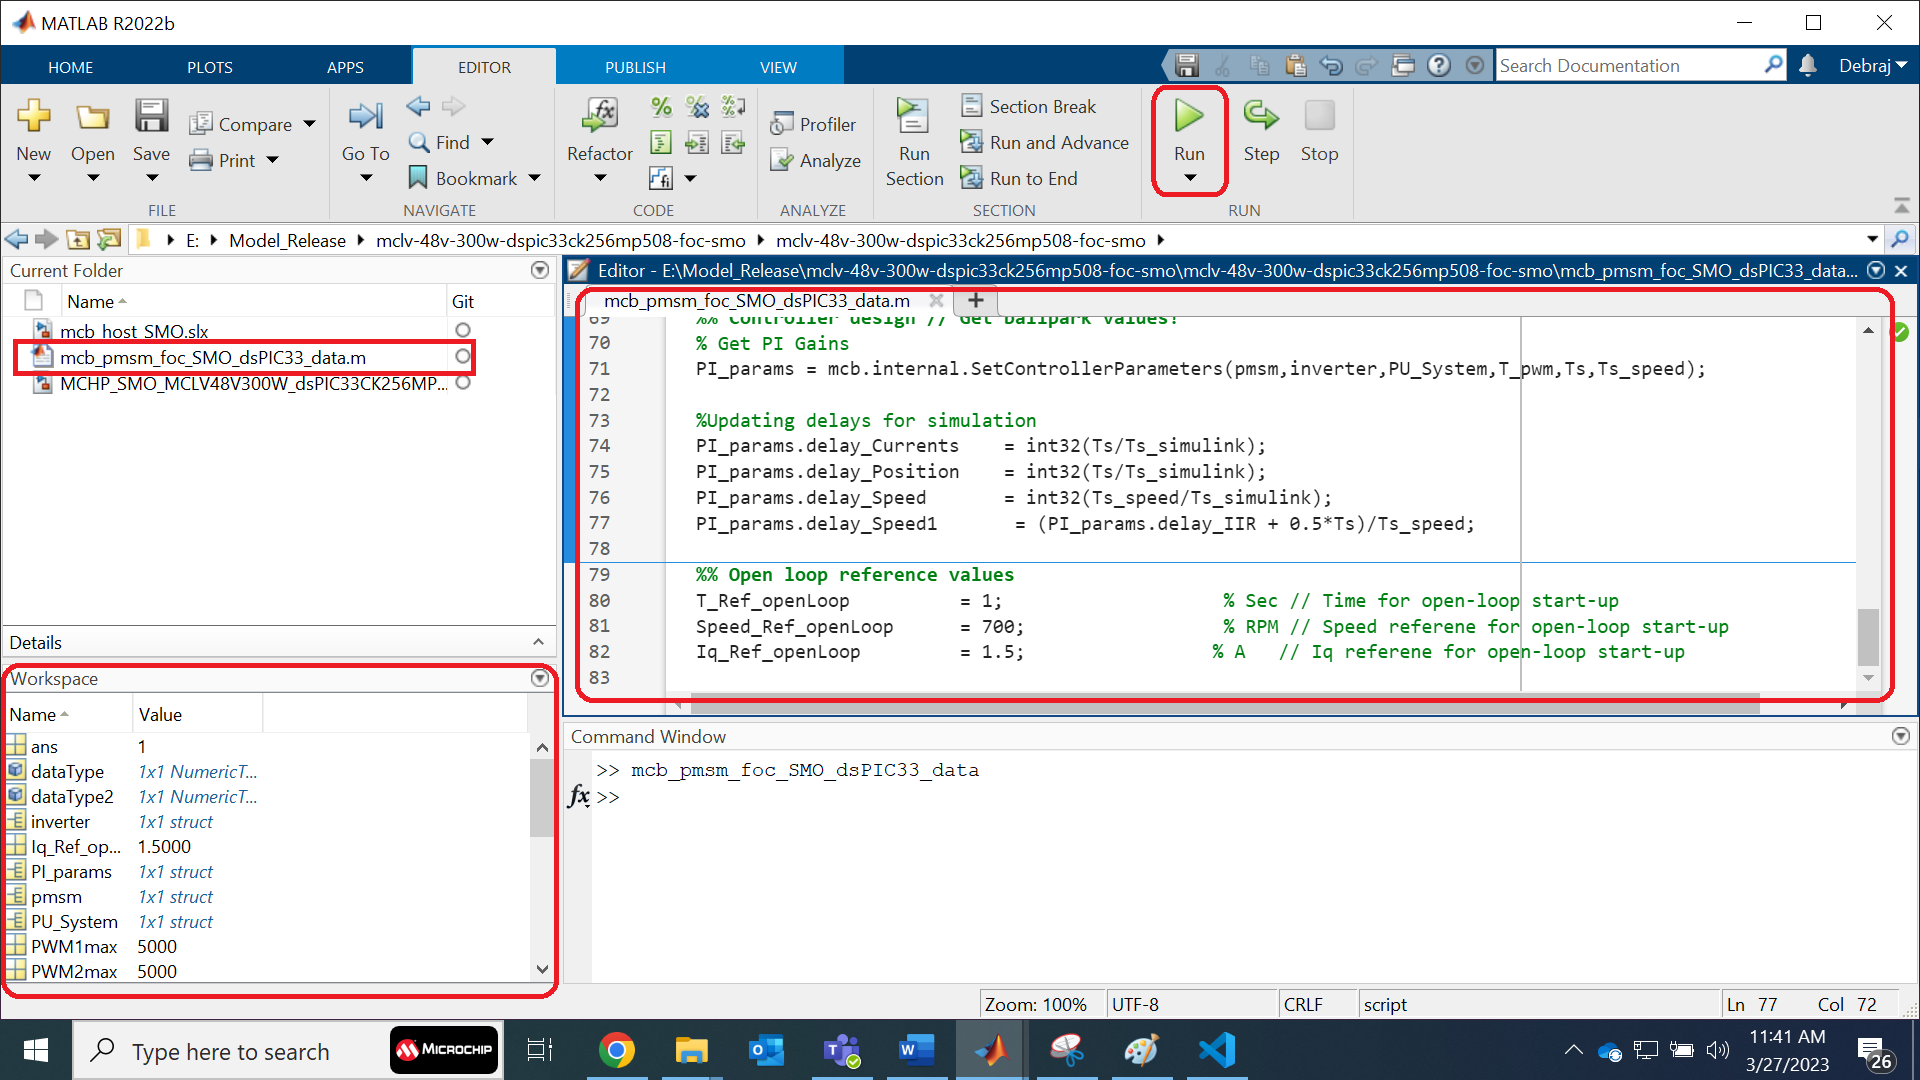 MATLAB R2022b
HOME PLOTS APPS EDITOR PUBLISH VIEW Search Documentation Debraj
New Open Save Compare Print FILE
Go To Find Bookmark NAVIGATE
Refactor CODE
Profiler Analyze ANALYZE
Run Section Section Break Run and Advance Run to End SECTION
Run Step Stop RUN
E: Model_Release mclv-48v-300w-dspic33ck256mp508-foc-smo mclv-48v-300w-dspic33ck256mp508-foc-smo
Current Folder
Name Git
mcb_host_SMO.slx
mcb_pmsm_foc_SMO_dsPIC33_data.m
MCHP_SMO_MCLV48V300W_dsPIC33CK256MP...
Details
Workspace
Name Value
ans 1
dataType 1x1 NumericT...
dataType2 1x1 NumericT...
inverter 1x1 struct
Iq_Ref_op... 1.5000
PI_params 1x1 struct
pmsm 1x1 struct
PU_System 1x1 struct
PWM1max 5000
PWM2max 5000
Editor - E:\Model_Release\mclv-48v-300w-dspic33ck256mp508-foc-smo\mclv-48v-300w-dspic33ck256mp508-foc-smo\mcb_pmsm_foc_SMO_dsPIC33_data...
mcb_pmsm_foc_SMO_dsPIC33_data.m
69 %% Controller design // Get ballpark values!
70 % Get PI Gains
71 PI_params = mcb.internal.SetControllerParameters(pmsm,inverter,PU_System,T_pwm,Ts,Ts_speed);
72
73 %Updating delays for simulation
74 PI_params.delay_Currents = int32(Ts/Ts_simulink);
75 PI_params.delay_Position = int32(Ts/Ts_simulink);
76 PI_params.delay_Speed = int32(Ts_speed/Ts_simulink);
77 PI_params.delay_Speed1 = (PI_params.delay_IIR + 0.5*Ts)/Ts_speed;
78
79 %% Open loop reference values
80 T_Ref_openLoop = 1; % Sec // Time for open-loop start-up
81 Speed_Ref_openLoop = 700; % RPM // Speed referene for open-loop start-up
82 Iq_Ref_openLoop = 1.5; % A // Iq referene for open-loop start-up
83
Command Window
>> mcb_pmsm_foc_SMO_dsPIC33_data
fx >>
Zoom: 100% UTF-8 CRLF script Ln 77 Col 72
Type here to search MICROCHIP
11:41 AM
3/27/2023
26